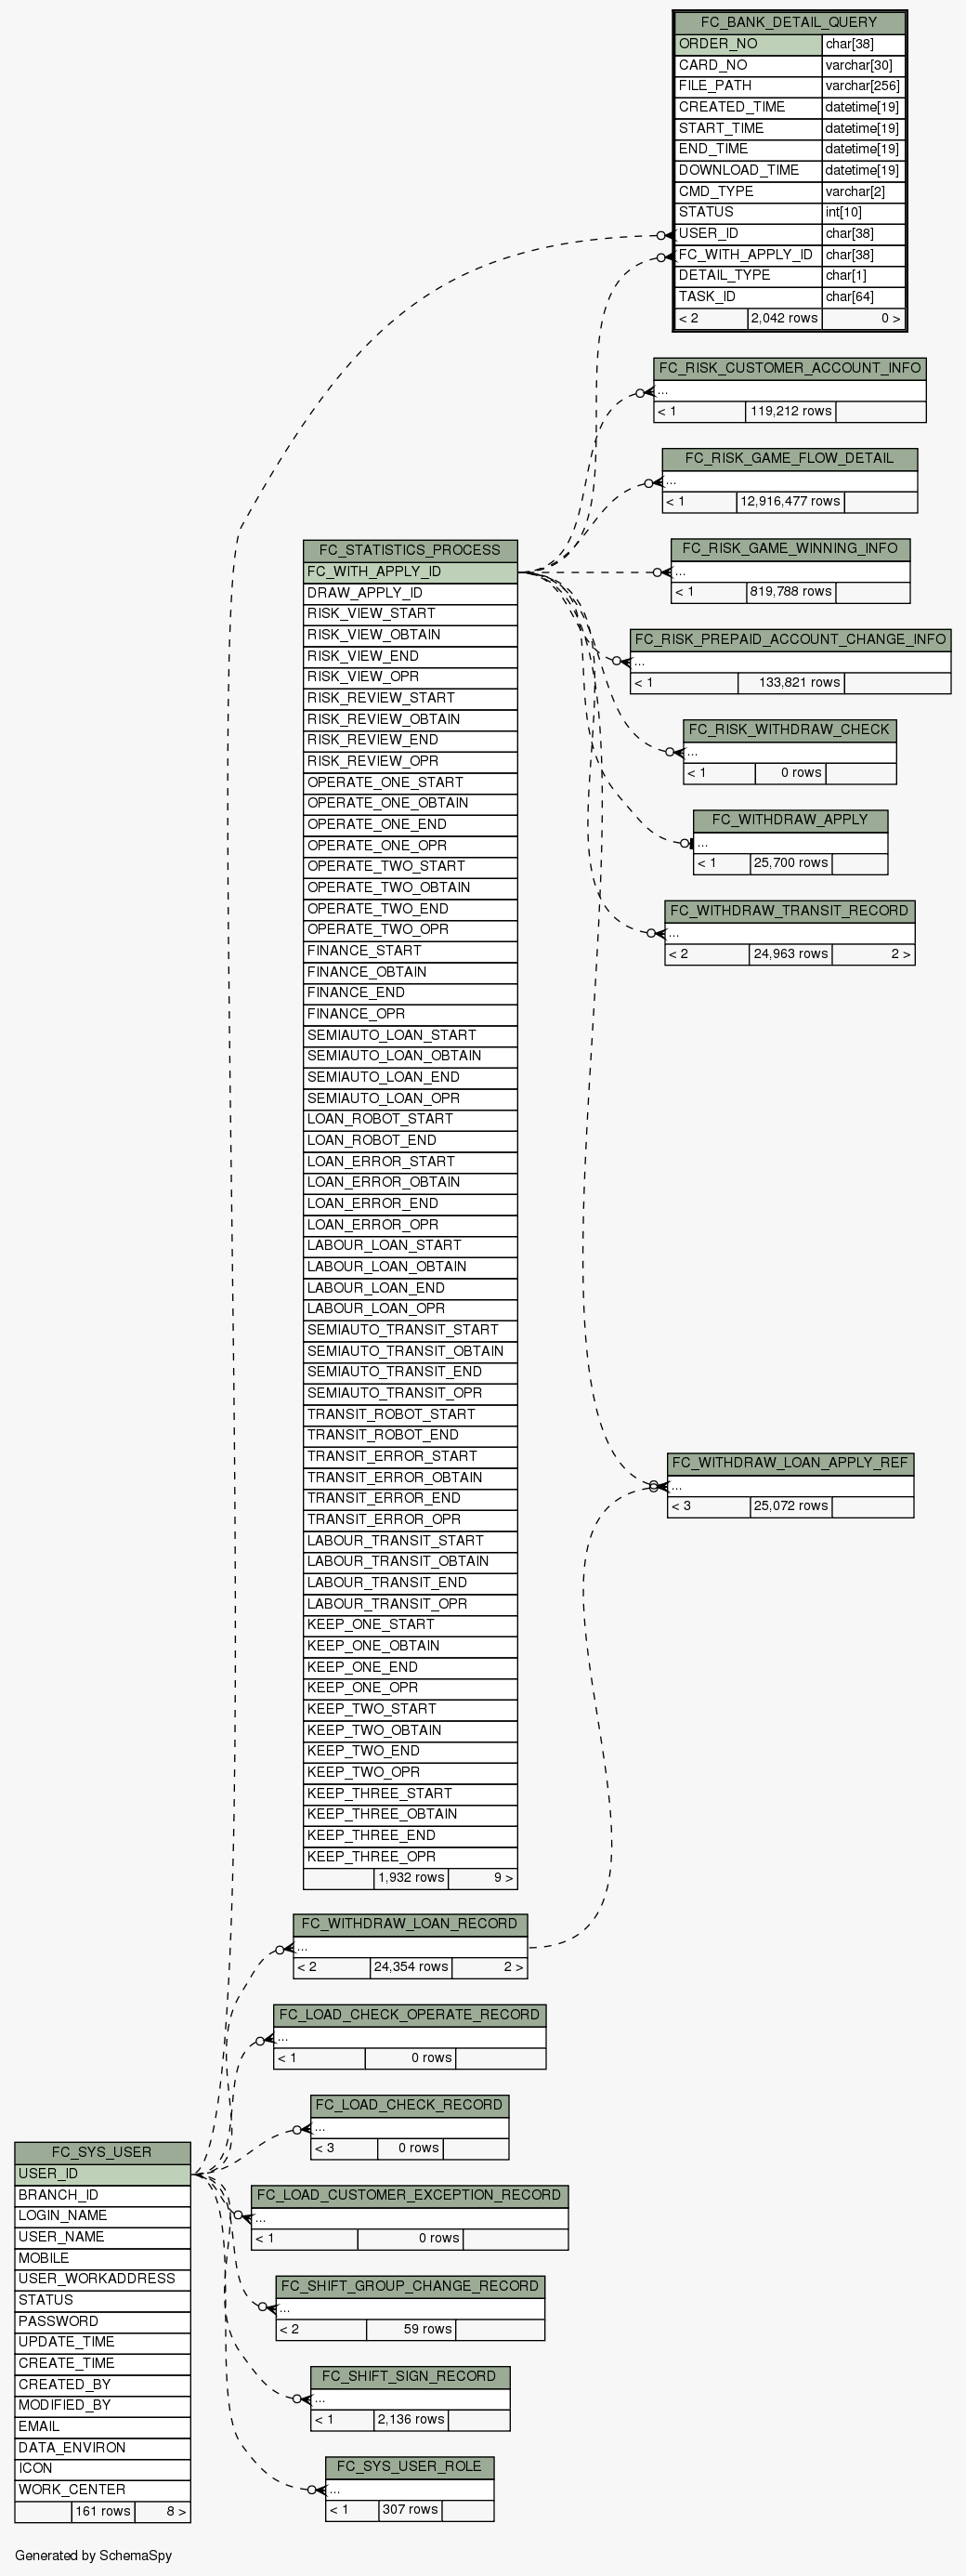 FC_BANK_DETAIL_QUERY
ORDER_NO char[38]
CARD_NO varchar[30]
FILE_PATH varchar[256]
CREATED_TIME datetime[19]
START_TIME datetime[19]
END_TIME datetime[19]
DOWNLOAD_TIME datetime[19]
CMD_TYPE varchar[2]
STATUS int[10]
USER_ID char[38]
FC_WITH_APPLY_ID char[38]
DETAIL_TYPE char[1]
TASK_ID char[64]
< 2 2,042 rows 0 >
FC_RISK_CUSTOMER_ACCOUNT_INFO
...
< 1 119,212 rows
FC_RISK_GAME_FLOW_DETAIL
...
< 1 12,916,477 rows
FC_RISK_GAME_WINNING_INFO
...
< 1 819,788 rows
FC_RISK_PREPAID_ACCOUNT_CHANGE_INFO
...
< 1 133,821 rows
FC_RISK_WITHDRAW_CHECK
...
< 1 0 rows
FC_WITHDRAW_APPLY
...
< 1 25,700 rows
FC_WITHDRAW_TRANSIT_RECORD
...
< 2 24,963 rows 2 >
FC_WITHDRAW_LOAN_APPLY_REF
...
< 3 25,072 rows
FC_STATISTICS_PROCESS
FC_WITH_APPLY_ID
DRAW_APPLY_ID
RISK_VIEW_START
RISK_VIEW_OBTAIN
RISK_VIEW_END
RISK_VIEW_OPR
RISK_REVIEW_START
RISK_REVIEW_OBTAIN
RISK_REVIEW_END
RISK_REVIEW_OPR
OPERATE_ONE_START
OPERATE_ONE_OBTAIN
OPERATE_ONE_END
OPERATE_ONE_OPR
OPERATE_TWO_START
OPERATE_TWO_OBTAIN
OPERATE_TWO_END
OPERATE_TWO_OPR
FINANCE_START
FINANCE_OBTAIN
FINANCE_END
FINANCE_OPR
SEMIAUTO_LOAN_START
SEMIAUTO_LOAN_OBTAIN
SEMIAUTO_LOAN_END
SEMIAUTO_LOAN_OPR
LOAN_ROBOT_START
LOAN_ROBOT_END
LOAN_ERROR_START
LOAN_ERROR_OBTAIN
LOAN_ERROR_END
LOAN_ERROR_OPR
LABOUR_LOAN_START
LABOUR_LOAN_OBTAIN
LABOUR_LOAN_END
LABOUR_LOAN_OPR
SEMIAUTO_TRANSIT_START
SEMIAUTO_TRANSIT_OBTAIN
SEMIAUTO_TRANSIT_END
SEMIAUTO_TRANSIT_OPR
TRANSIT_ROBOT_START
TRANSIT_ROBOT_END
TRANSIT_ERROR_START
TRANSIT_ERROR_OBTAIN
TRANSIT_ERROR_END
TRANSIT_ERROR_OPR
LABOUR_TRANSIT_START
LABOUR_TRANSIT_OBTAIN
LABOUR_TRANSIT_END
LABOUR_TRANSIT_OPR
KEEP_ONE_START
KEEP_ONE_OBTAIN
KEEP_ONE_END
KEEP_ONE_OPR
KEEP_TWO_START
KEEP_TWO_OBTAIN
KEEP_TWO_END
KEEP_TWO_OPR
KEEP_THREE_START
KEEP_THREE_OBTAIN
KEEP_THREE_END
KEEP_THREE_OPR
1,932 rows 9 >
FC_WITHDRAW_LOAN_RECORD
...
< 2 24,354 rows 2 >
FC_LOAD_CHECK_OPERATE_RECORD
...
< 1 0 rows
FC_LOAD_CHECK_RECORD
...
< 3 0 rows
FC_LOAD_CUSTOMER_EXCEPTION_RECORD
...
< 1 0 rows
FC_SHIFT_GROUP_CHANGE_RECORD
...
< 2 59 rows
FC_SHIFT_SIGN_RECORD
...
< 1 2,136 rows
FC_SYS_USER_ROLE
...
< 1 307 rows
FC_SYS_USER
USER_ID
BRANCH_ID
LOGIN_NAME
USER_NAME
MOBILE
USER_WORKADDRESS
STATUS
PASSWORD
UPDATE_TIME
CREATE_TIME
CREATED_BY
MODIFIED_BY
EMAIL
DATA_ENVIRON
ICON
WORK_CENTER
161 rows 8 >
Generated by SchemaSpy